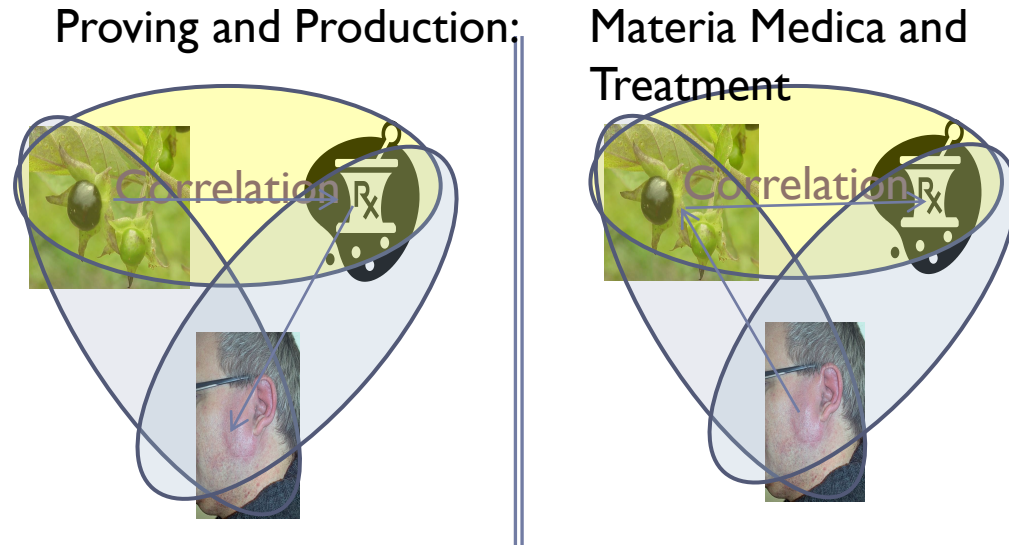 Proving and Production:
Correlation
Rx
Materia Medica and
Treatment
Correlation
Rx